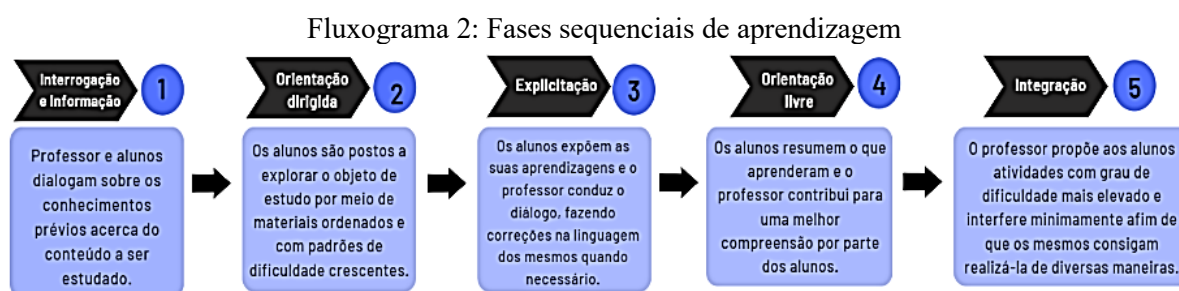 Fluxograma 2: Fases sequenciais de aprendizagem
Interrogação
e Informação
1
Professor e alunos
dialogam sobre os
conhecimentos
prévios acerca do
conteúdo a ser
estudado.
Orientação
dirigida
2
Os alunos são postos a
explorar o objeto de
estudo por meio de
materiais ordenados e
com padrões de
dificuldade crescentes.
Explicitação
3
Os alunos expõem as
suas aprendizagens e o
professor conduz o
diálogo, fazendo
correções na linguagem
dos mesmos quando
necessário.
Orientação
livre
4
Os alunos resumem o que
aprenderam e o
professor contribui para
uma melhor
compreensão por parte
dos alunos.
Integração
5
O professor propõe aos alunos
atividades com grau de
dificuldade mais elevado e
interfere minimamente afim de
que os mesmos consigam
realizá-la de diversas maneiras.